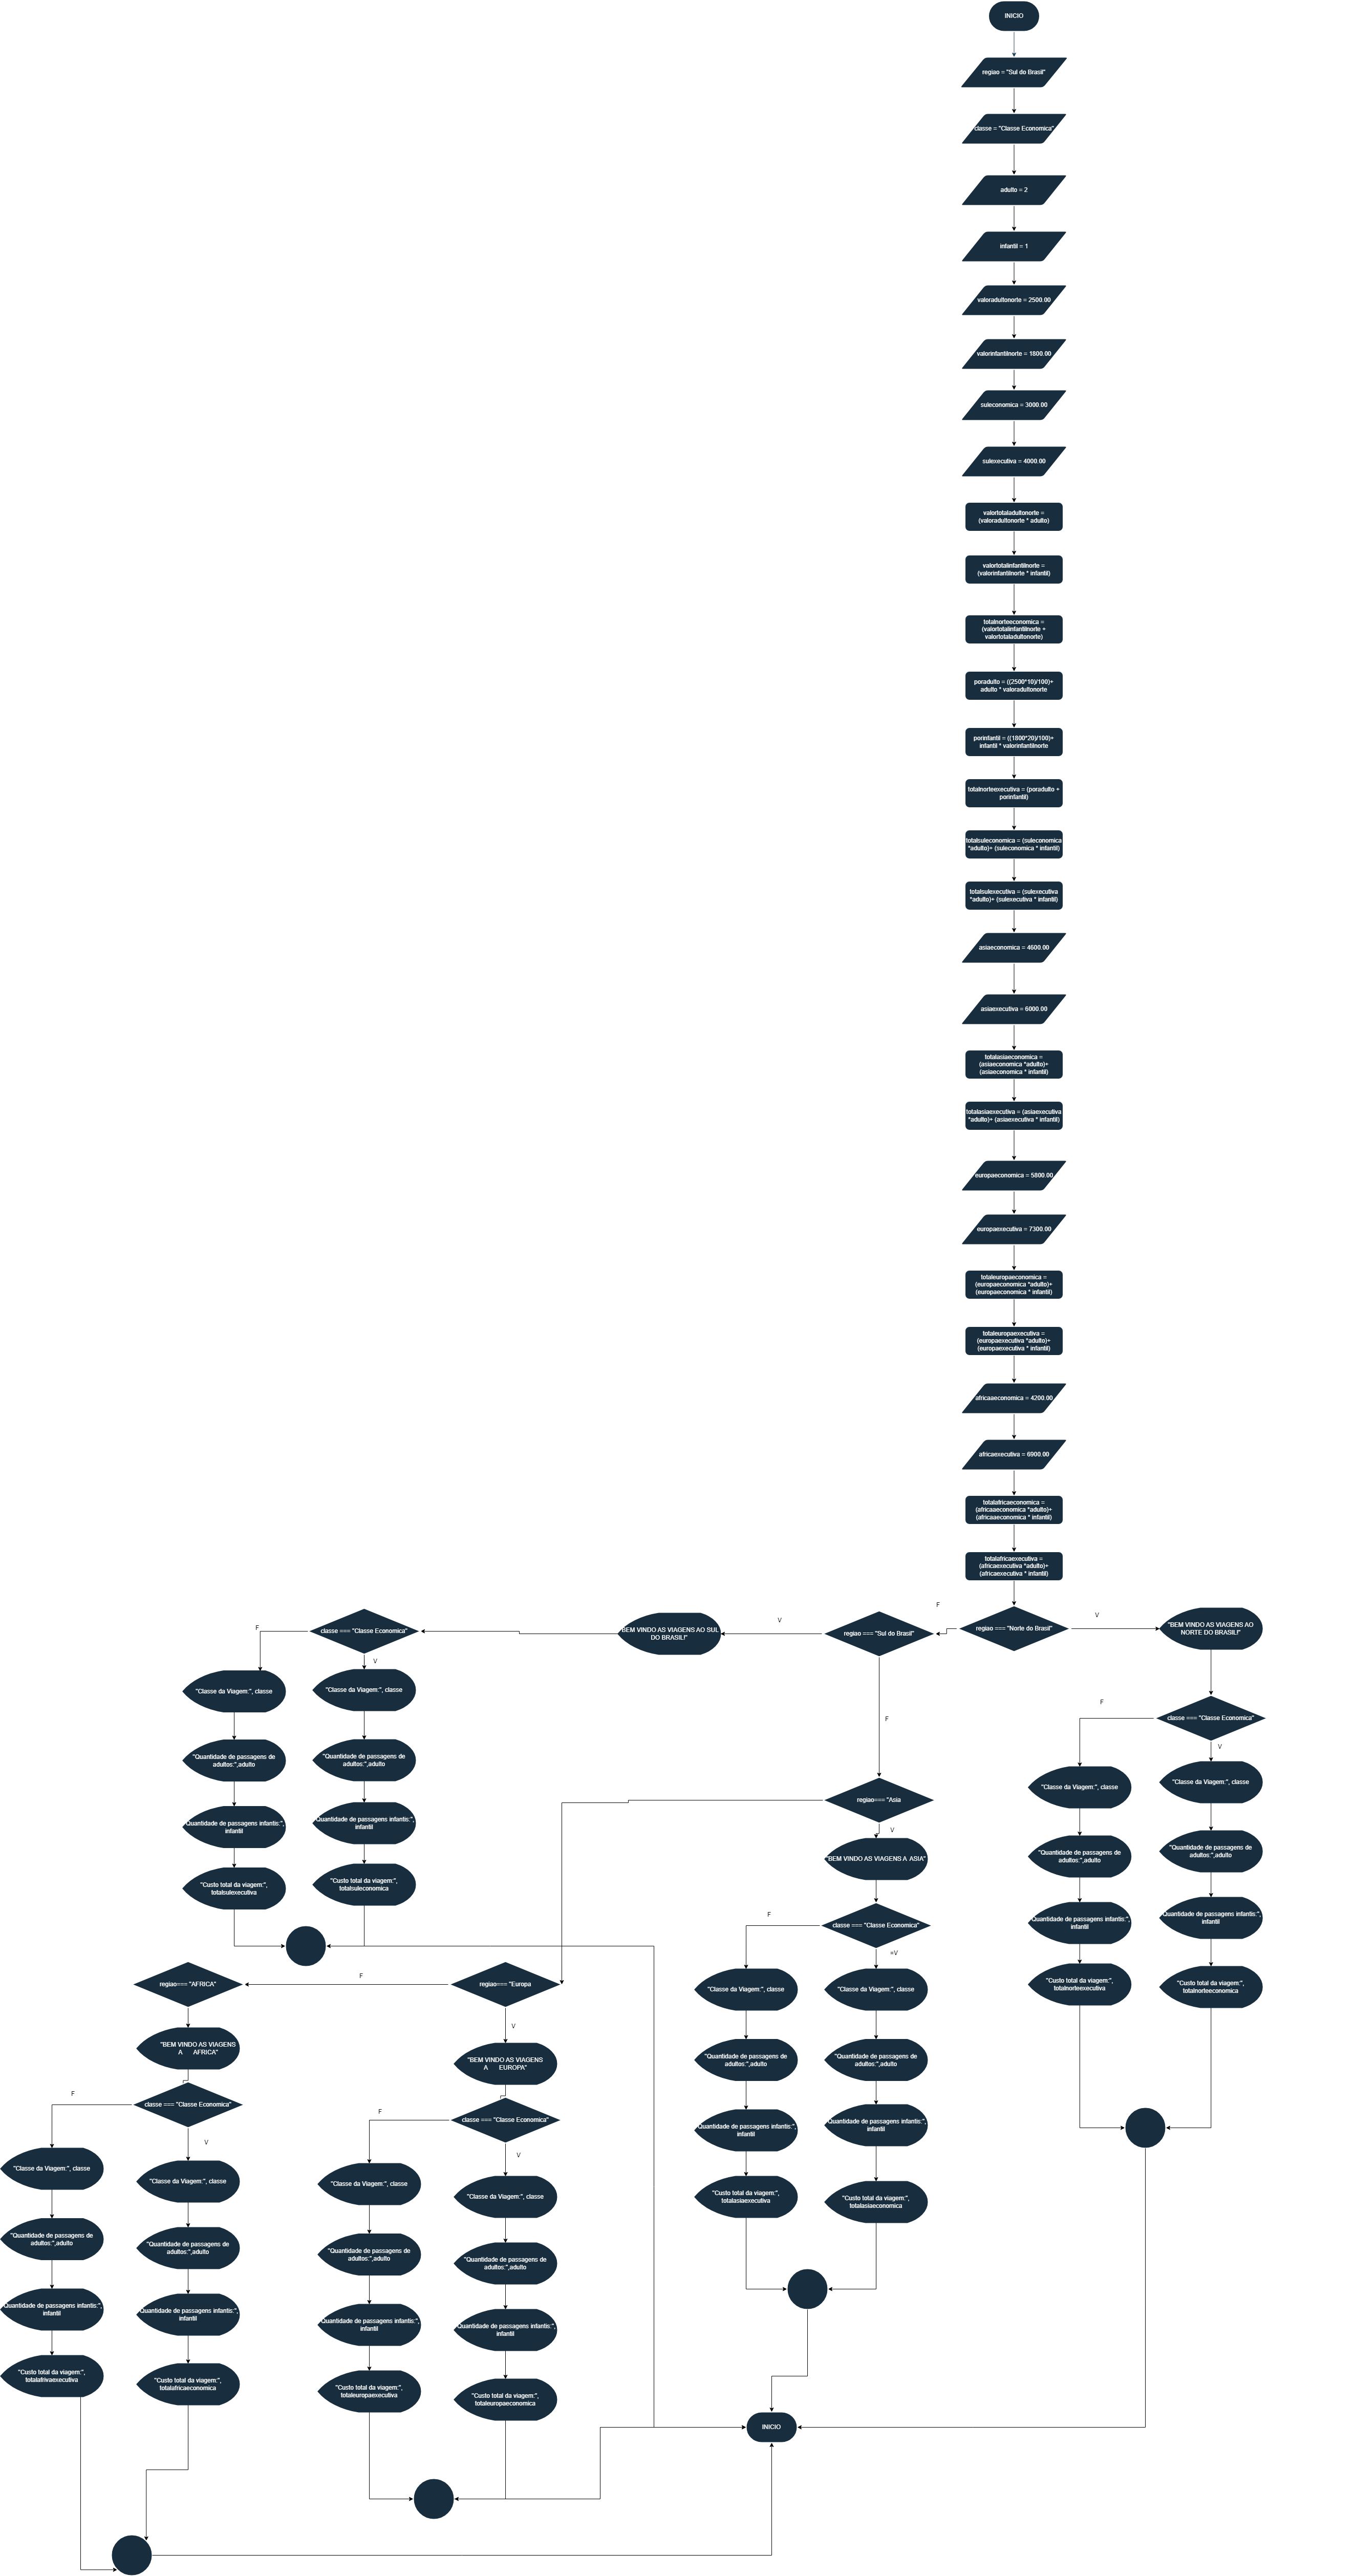 INICIO
regiao = "Sul do Brasil"
classe = "Classe Economica"
adulto = 2
infantil = 1
valoradultonorte = 2500.00
valorinfantilnorte = 1800.00
suleconomica = 3000.00
sulexecutiva = 4000.00
valortotaladultonorte =
(valoradultonorte * adulto)
valortotalinfantilnorte =
(valorinfantilnorte * infantil)
totalnorteeconomica =
(valortotalinfantilnorte +
valortotaladultonorte)
poradulto = ((2500*10)/100)+
adulto * valoradultonorte
porinfantil = ((1800*20)/100)+
infantil * valorinfantilnorte
totalnorteexecutiva = (poradulto +
porinfantil)
totalsuleconomica = (suleconomica
*adulto)+ (suleconomica * infantil)
totalsulexecutiva = (sulexecutiva
*adulto)+ (sulexecutiva * infantil)
asiaeconomica = 4600.00
asiaexecutiva = 6000.00
totalasiaeconomica =
(asiaeconomica *adulto)+
(asiaeconomica * infantil)
totalasiaexecutiva = (asiaexecutiva
*adulto)+ (asiaexecutiva * infantil)
europaeconomica = 5800.00
europaexecutiva = 7300.00
totaleuropaeconomica =
(europaeconomica *adulto)+
(europaeconomica * infantil)
totaleuropaexecutiva =
(europaexecutiva *adulto)+
(europaexecutiva * infantil)
africaaeconomica = 4200.00
africaexecutiva = 6900.00
totalafricaeconomica =
(africaaeconomica *adulto)+
(africaaeconomica * infantil)
totalafricaexecutiva =
(africaexecutiva *adulto)+
(africaexecutiva * infantil)
regiao === "Norte do Brasil"
V
"BEM VINDO AS VIAGENS AO
NORTE DO BRASIL!"
classe === "Classe Economica"
F
V
"Classe da Viagem:", classe
"Quantidade de passagens de
adultos:",adulto
"Quantidade de passagens infantis:",
infantil
"Custo total da viagem:",
totalnorteexecutiva
"Classe da Viagem:", classe
"Quantidade de passagens de
adultos:",adulto
"Quantidade de passagens infantis:",
infantil
"Custo total da viagem:",
totalnorteeconomica
F
regiao === "Sul do Brasil"
V
"BEM VINDO AS VIAGENS AO SUL
DO BRASIL!"
classe === "Classe Economica"
F
V
"Classe da Viagem:", classe
"Quantidade de passagens de
adultos:",adulto
"Quantidade de passagens infantis:",
infantil
"Custo total da viagem:",
totalsulexecutiva
"Classe da Viagem:", classe
"Quantidade de passagens de
adultos:",adulto
"Quantidade de passagens infantis:",
infantil
"Custo total da viagem:",
totalsuleconomica
F
regiao=== "Asia
V
"BEM VINDO AS VIAGENS A ASIA"
classe === "Classe Economica"
F
=V
"Classe da Viagem:", classe
"Quantidade de passagens de
adultos:",adulto
"Quantidade de passagens infantis:",
infantil
"Custo total da viagem:",
totalasiaexecutiva
"Classe da Viagem:", classe
"Quantidade de passagens de
adultos:",adulto
"Quantidade de passagens infantis:",
infantil
"Custo total da viagem:",
totalasiaeconomica
regiao=== "Europa
V
"BEM VINDO AS VIAGENS
A EUROPA"
classe === "Classe Economica"
F
V
"Classe da Viagem:", classe
"Quantidade de passagens de
adultos:",adulto
"Quantidade de passagens infantis:",
infantil
"Custo total da viagem:",
totaleuropaexecutiva
"Classe da Viagem:", classe
"Quantidade de passagens de
adultos:",adulto
"Quantidade de passagens infantis:",
infantil
"Custo total da viagem:",
totaleuropaeconomica
F
regiao=== "AFRICA"
"BEM VINDO AS VIAGENS
A AFRICA"
classe === "Classe Economica"
F
V
"Classe da Viagem:", classe
"Quantidade de passagens de
adultos:",adulto
"Quantidade de passagens infantis:",
infantil
"Custo total da viagem:",
totalafrivaexecutiva
"Classe da Viagem:", classe
"Quantidade de passagens de
adultos:",adulto
"Quantidade de passagens infantis:",
infantil
"Custo total da viagem:",
totalafricaeconomica
INICIO